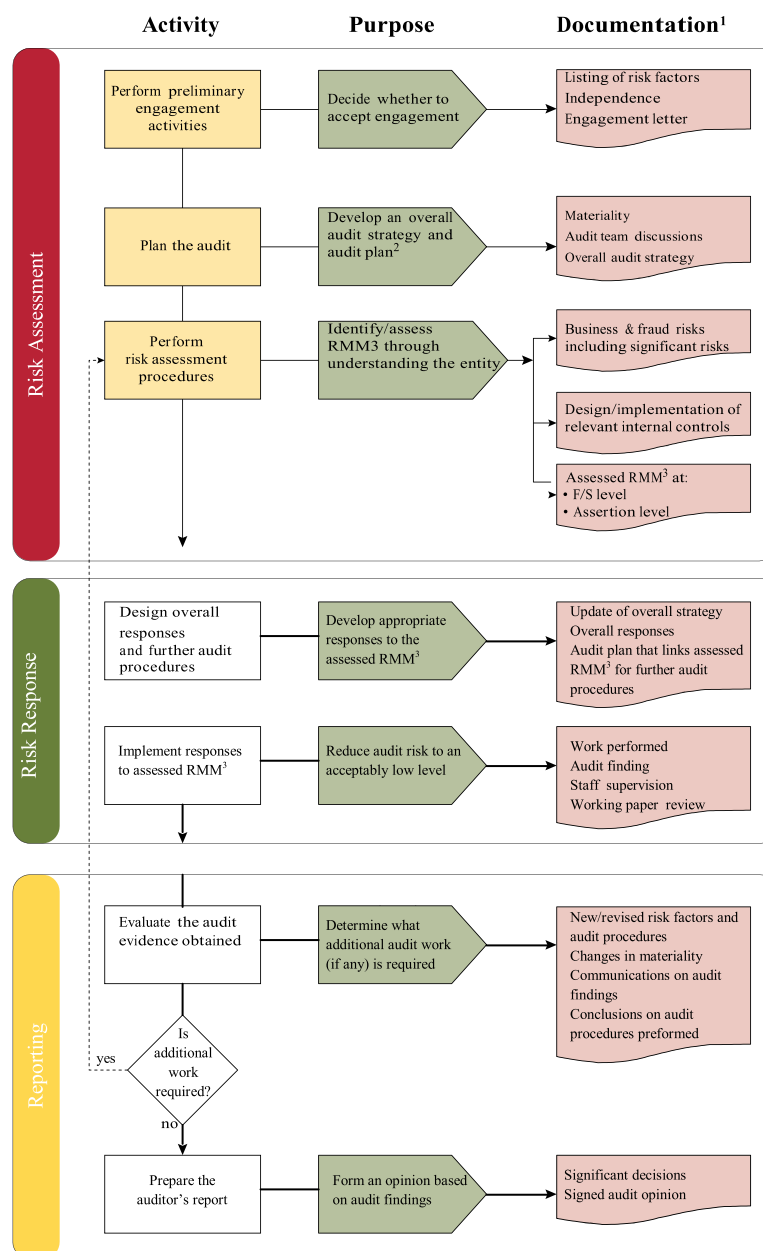 Activity
Purpose
Documentation¹
Risk Assessment
Perform preliminary
engagement
activities
Decide whether to
accept engagement
Listing of risk factors
Independence
Engagement letter
Plan the audit
Develop an overall
audit strategy and
audit plan²
Materiality
Audit team discussions
Overall audit strategy
Perform
risk assessment
procedures
Identify/assess
RMM3 through
understanding the entity
Business & fraud risks
including significant risks
Design/implementation of
relevant internal controls
Assessed RMM³ at:
• F/S level
• Assertion level
Risk Response
Design overall
responses
and further audit
procedures
Develop appropriate
responses to the
assessed RMM³
Update of overall strategy
Overall responses
Audit plan that links assessed
RMM³ for further audit
procedures
Implement responses
to assessed RMM³
Reduce audit risk to an
acceptably low level
Work performed
Audit finding
Staff supervision
Working paper review
Reporting
Evaluate the audit
evidence obtained
Determine what
additional audit work
(if any) is required
New/revised risk factors and
audit procedures
Changes in materiality
Communications on audit
findings
Conclusions on audit
procedures preformed
Is
additional
work
required?
yes
no
Prepare the
auditor’s report
Form an opinion based
on audit findings
Significant decisions
Signed audit opinion